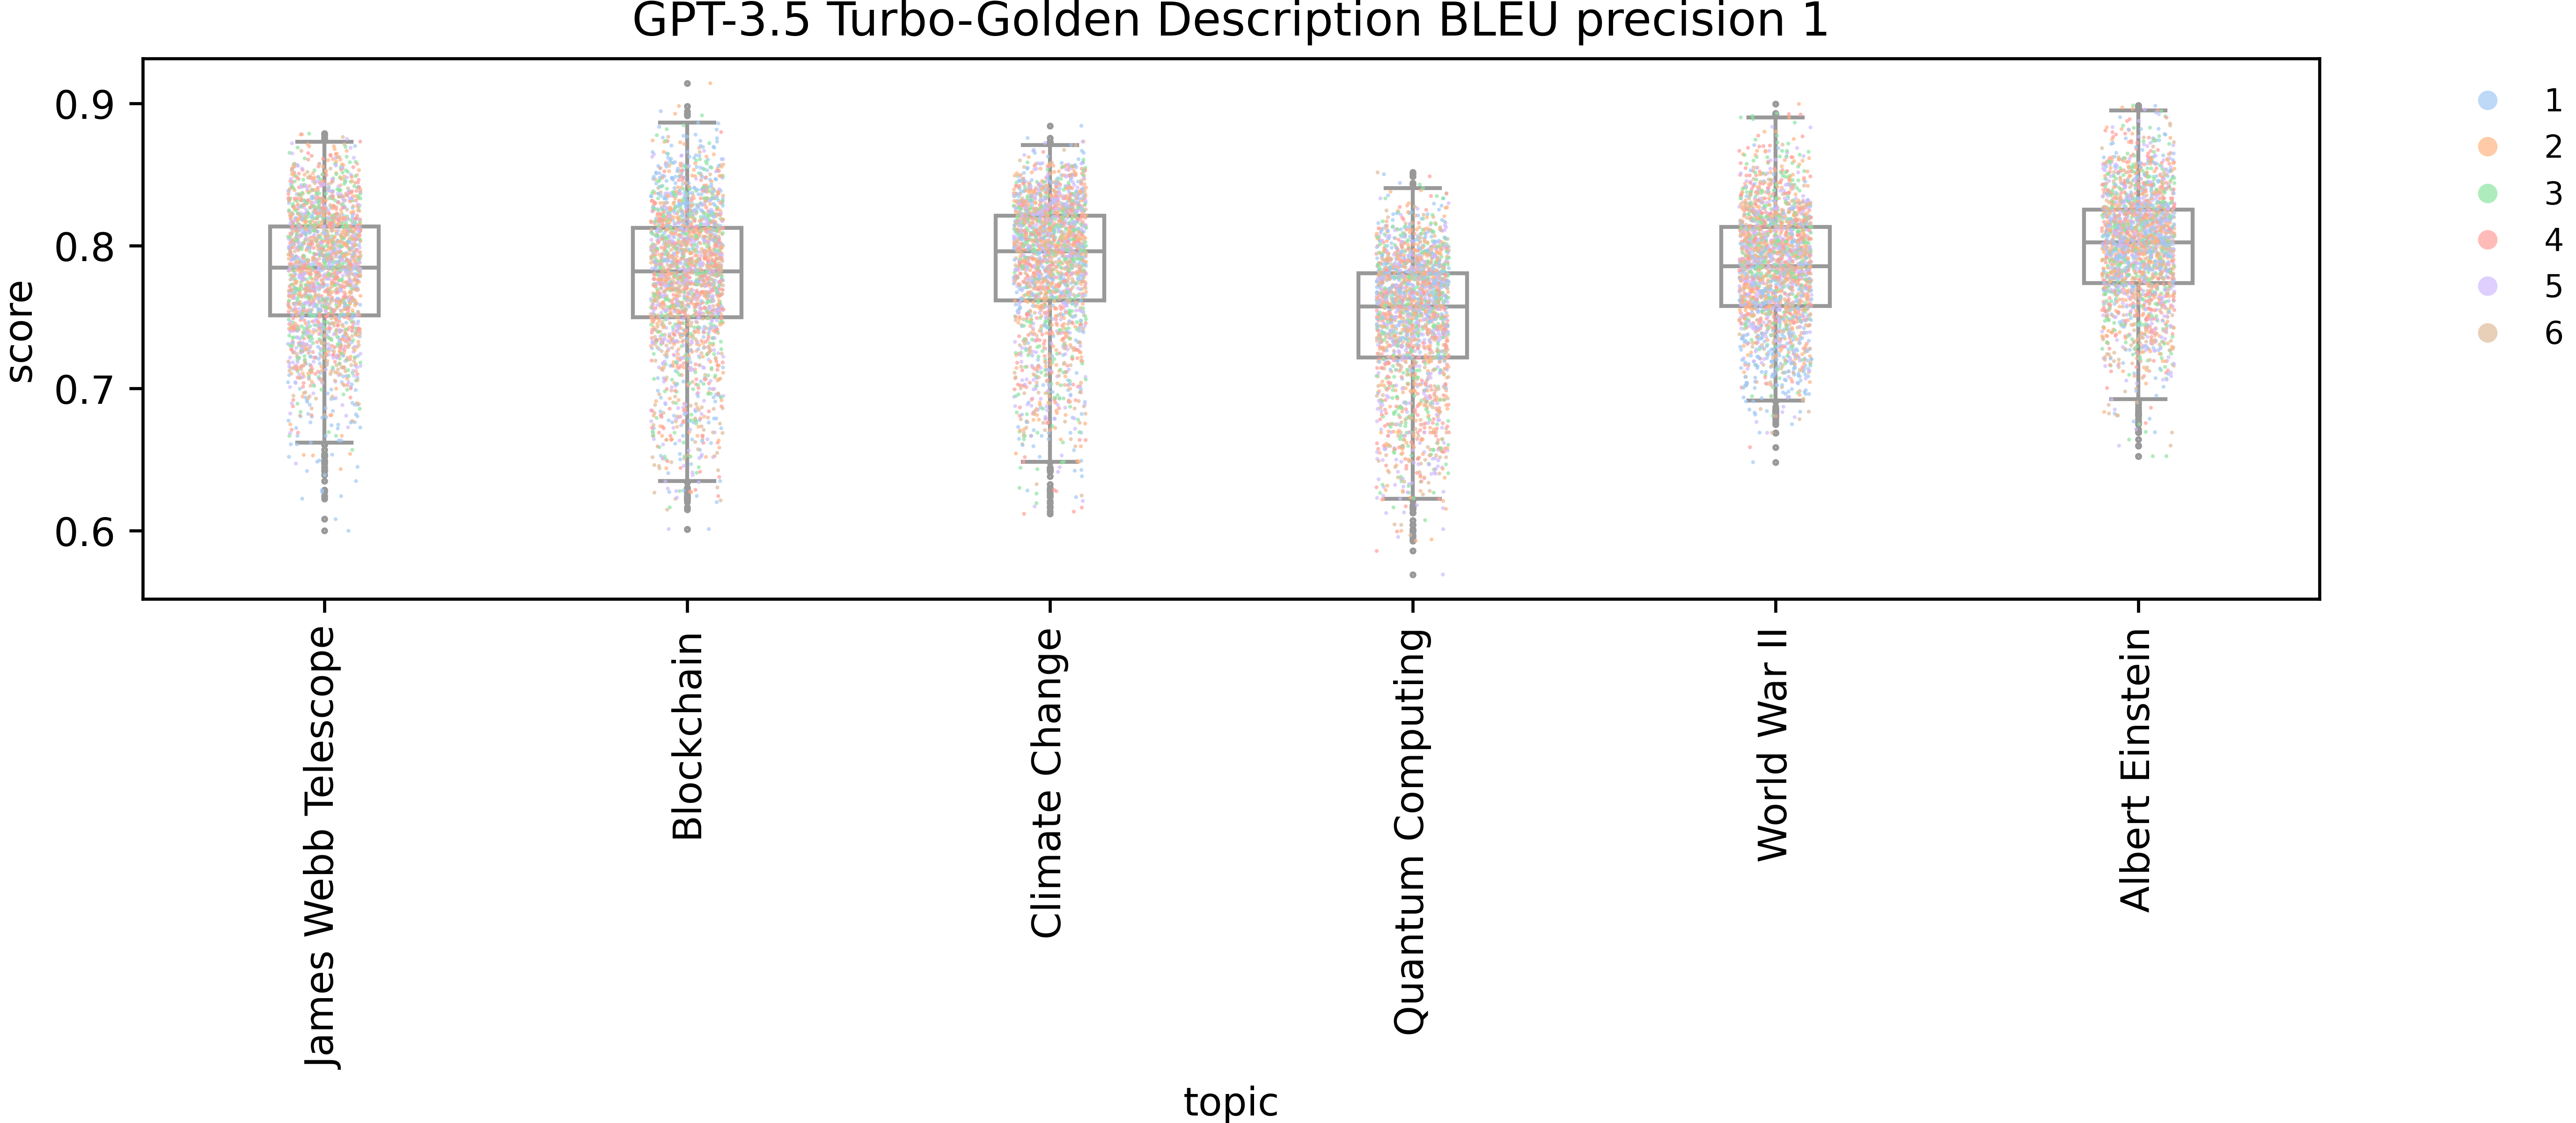 GPT-3.5 Turbo-Golden Description BLEU precision 1
score
0.9
0.8
0.7
0.6
1
2
3
4
5
6
James Webb Telescope
Blockchain
Climate Change
Quantum Computing
World War II
Albert Einstein
topic